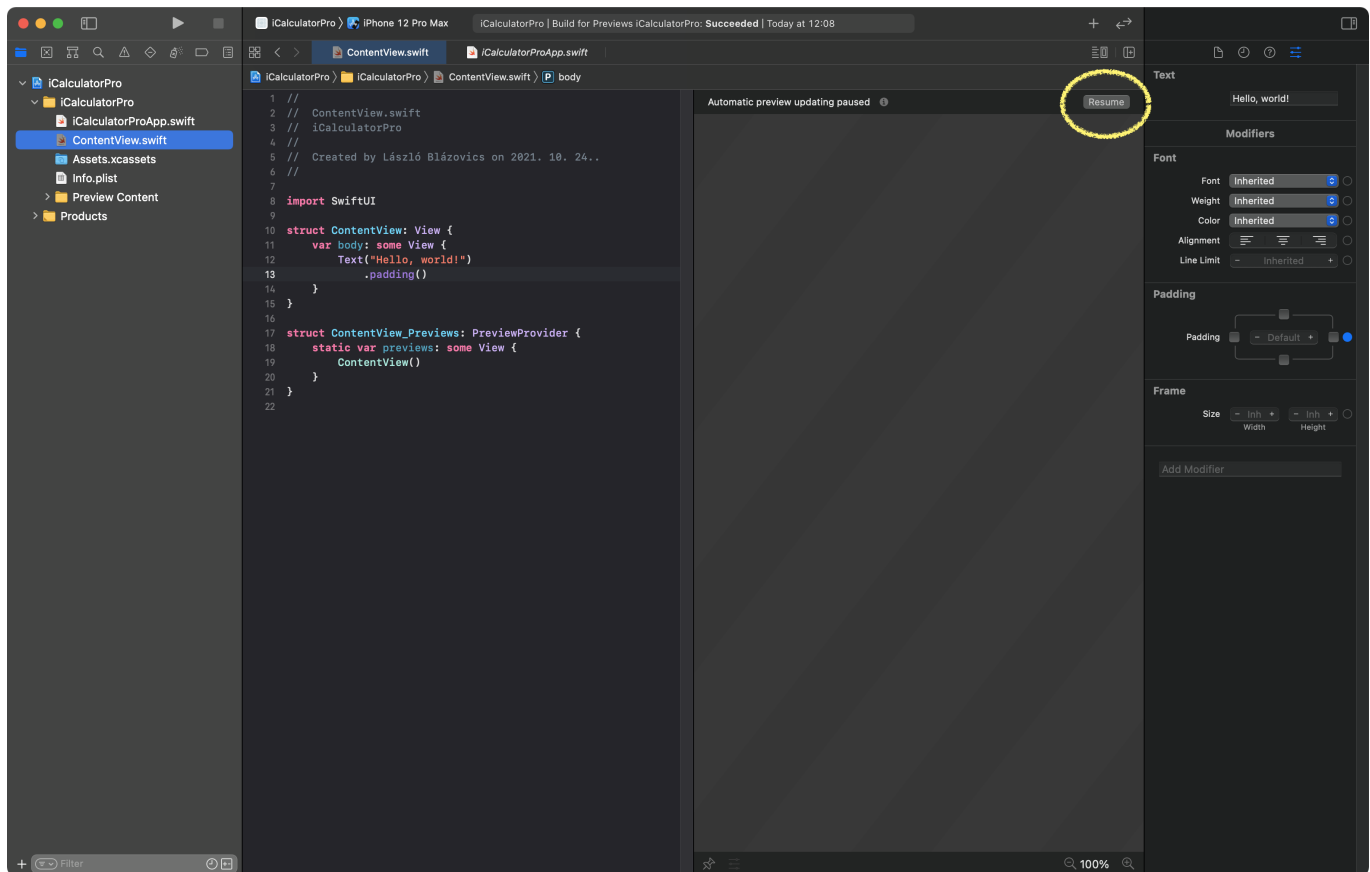 iCalculatorPro 〉 iPhone 12 Pro Max
iCalculatorPro | Build for Previews iCalculatorPro: Succeeded | Today at 12:08
ContentView.swift
iCalculatorProApp.swift
iCalculatorPro 〉 iCalculatorPro 〉 ContentView.swift 〉 P body
iCalculatorPro
iCalculatorPro
iCalculatorProApp.swift
ContentView.swift
Assets.xcassets
Info.plist
Preview Content
Products
Filter
1 //
2 //  ContentView.swift
3 //  iCalculatorPro
4 //
5 //  Created by László Blázovics on 2021. 10. 24..
6 //
7
8 import SwiftUI
9
10 struct ContentView: View {
11     var body: some View {
12         Text("Hello, world!")
13             .padding()
14     }
15 }
16
17 struct ContentView_Previews: PreviewProvider {
18     static var previews: some View {
19         ContentView()
20     }
21 }
22
Automatic preview updating paused
Resume
100%
Text
Hello, world!
Modifiers
Font
Font Inherited
Weight Inherited
Color Inherited
Alignment
Line Limit - Inherited +
Padding
Padding - Default +
Frame
Size - Inh + - Inh +
Width Height
Add Modifier